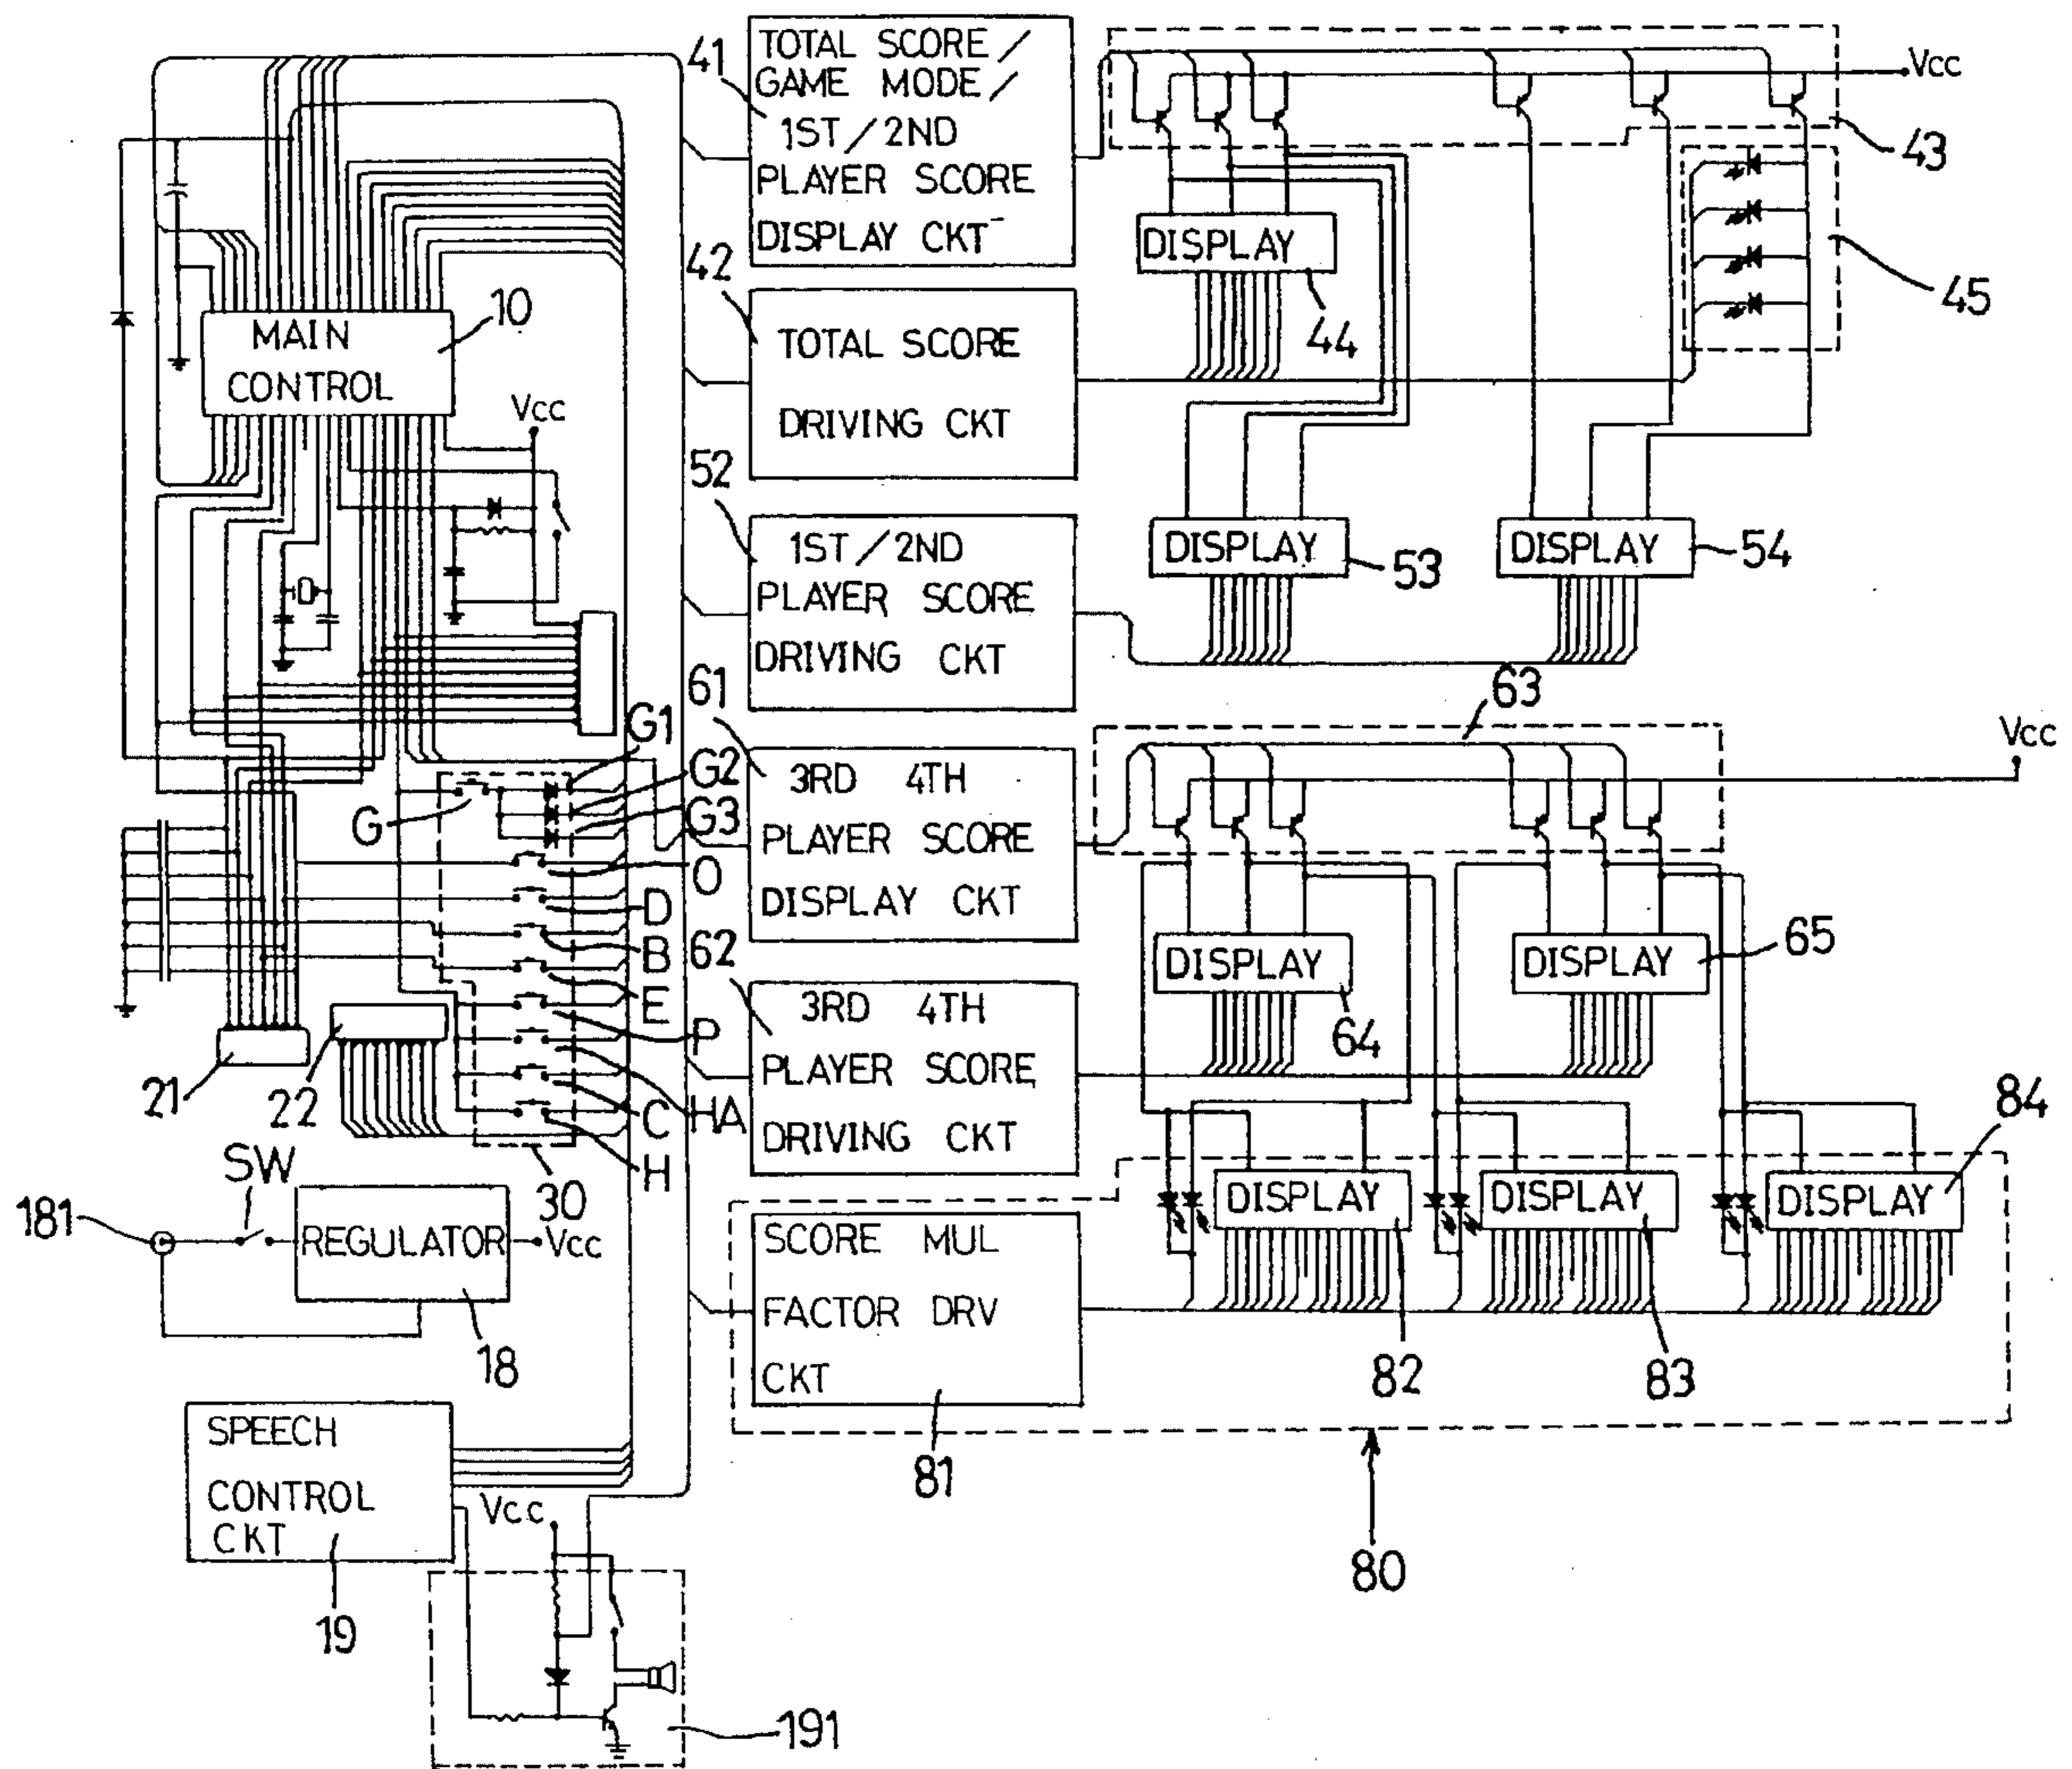 41
TOTAL SCORE /
GAME MODE /
1ST / 2ND
PLAYER SCORE
DISPLAY CKT
Vcc
43
DISPLAY
44
45
10
MAIN
CONTROL
42
TOTAL SCORE
DRIVING CKT
Vcc
52
1ST / 2ND
PLAYER SCORE
DRIVING CKT
DISPLAY
53
DISPLAY
54
61
3RD 4TH
PLAYER SCORE
DISPLAY CKT
63
Vcc
G1
G2
G3
G
O
D
B
E
P
HA
C
H
30
62
3RD 4TH
PLAYER SCORE
DRIVING CKT
DISPLAY
64
DISPLAY
65
21
22
SW
181
REGULATOR
Vcc
18
SCORE MUL
FACTOR DRV
CKT
81
DISPLAY
82
DISPLAY
83
DISPLAY
84
80
SPEECH
CONTROL
CKT
19
Vcc
191